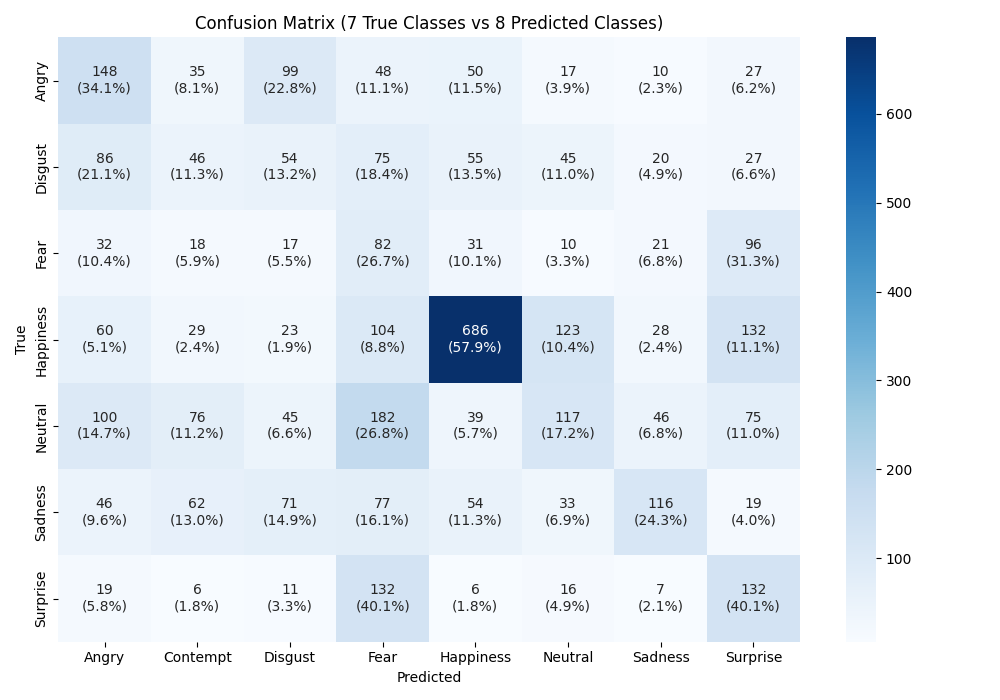 Confusion Matrix (7 True Classes vs 8 Predicted Classes)
True
Angry
148 35 99 48 50 17 10 27
(34.1%) (8.1%) (22.8%) (11.1%) (11.5%) (3.9%) (2.3%) (6.2%)
Disgust
86 46 54 75 55 45 20 27
(21.1%) (11.3%) (13.2%) (18.4%) (13.5%) (11.0%) (4.9%) (6.6%)
Fear
32 18 17 82 31 10 21 96
(10.4%) (5.9%) (5.5%) (26.7%) (10.1%) (3.3%) (6.8%) (31.3%)
Happiness
60 29 23 104 686 123 28 132
(5.1%) (2.4%) (1.9%) (8.8%) (57.9%) (10.4%) (2.4%) (11.1%)
Neutral
100 76 45 182 39 117 46 75
(14.7%) (11.2%) (6.6%) (26.8%) (5.7%) (17.2%) (6.8%) (11.0%)
Sadness
46 62 71 77 54 33 116 19
(9.6%) (13.0%) (14.9%) (16.1%) (11.3%) (6.9%) (24.3%) (4.0%)
Surprise
19 6 11 132 6 16 7 132
(5.8%) (1.8%) (3.3%) (40.1%) (1.8%) (4.9%) (2.1%) (40.1%)
Angry Contempt Disgust Fear Happiness Neutral Sadness Surprise
Predicted
600
500
400
300
200
100